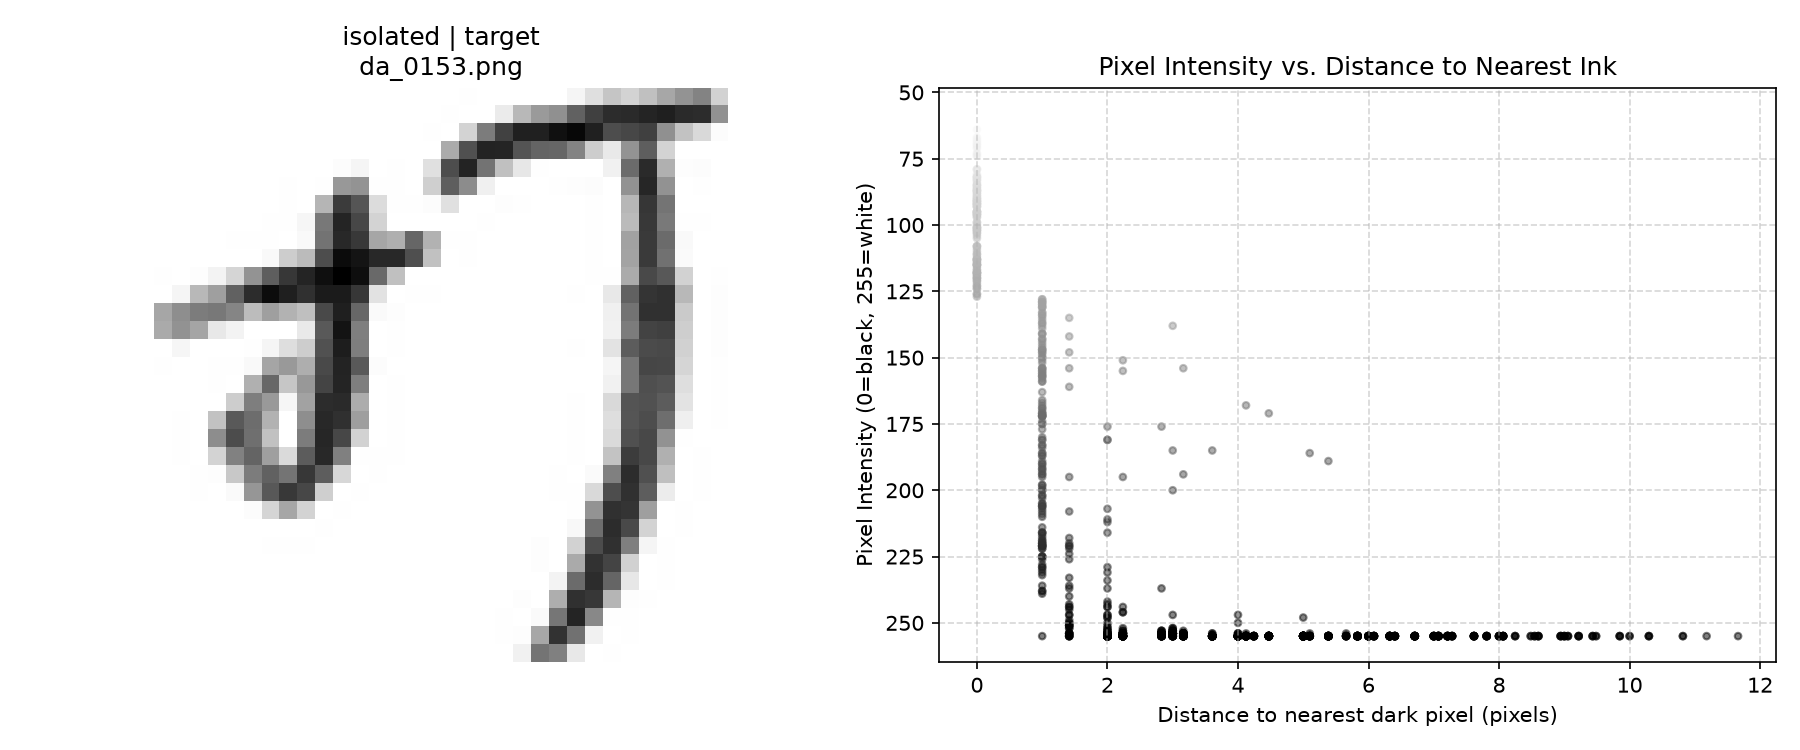 isolated | target
da_0153.png
Pixel Intensity vs. Distance to Nearest Ink
Pixel Intensity (0=black, 255=white)
50
75
100
125
150
175
200
225
250
0 2 4 6 8 10 12
Distance to nearest dark pixel (pixels)